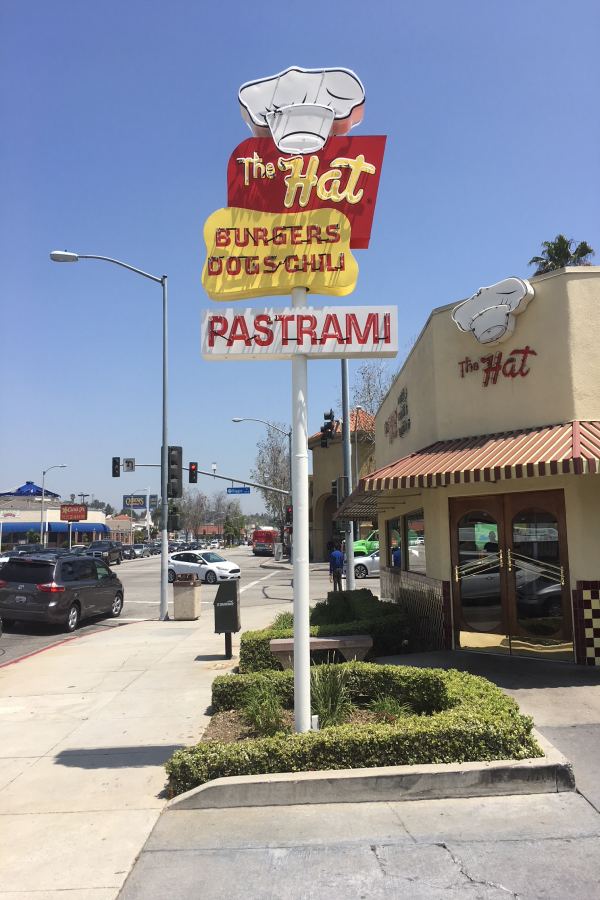 The Hat
BURGERS
DOGS·CHILI
PASTRAMI
The Hat